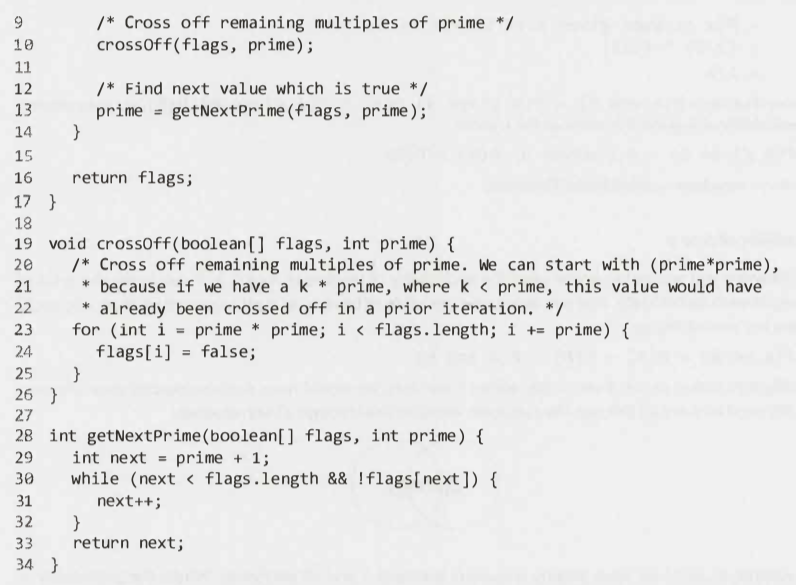 9 /* Cross off remaining multiples of prime */
10 crossOff(flags, prime);
11
12 /* Find next value which is true */
13 prime = getNextPrime(flags, prime);
14 }
15
16 return flags;
17 }
18
19 void crossOff(boolean[] flags, int prime) {
20 /* Cross off remaining multiples of prime. We can start with (prime*prime),
21 * because if we have a k * prime, where k < prime, this value would have
22 * already been crossed off in a prior iteration. */
23 for (int i = prime * prime; i < flags.length; i += prime) {
24 flags[i] = false;
25 }
26 }
27
28 int getNextPrime(boolean[] flags, int prime) {
29 int next = prime + 1;
30 while (next < flags.length && !flags[next]) {
31 next++;
32 }
33 return next;
34 }